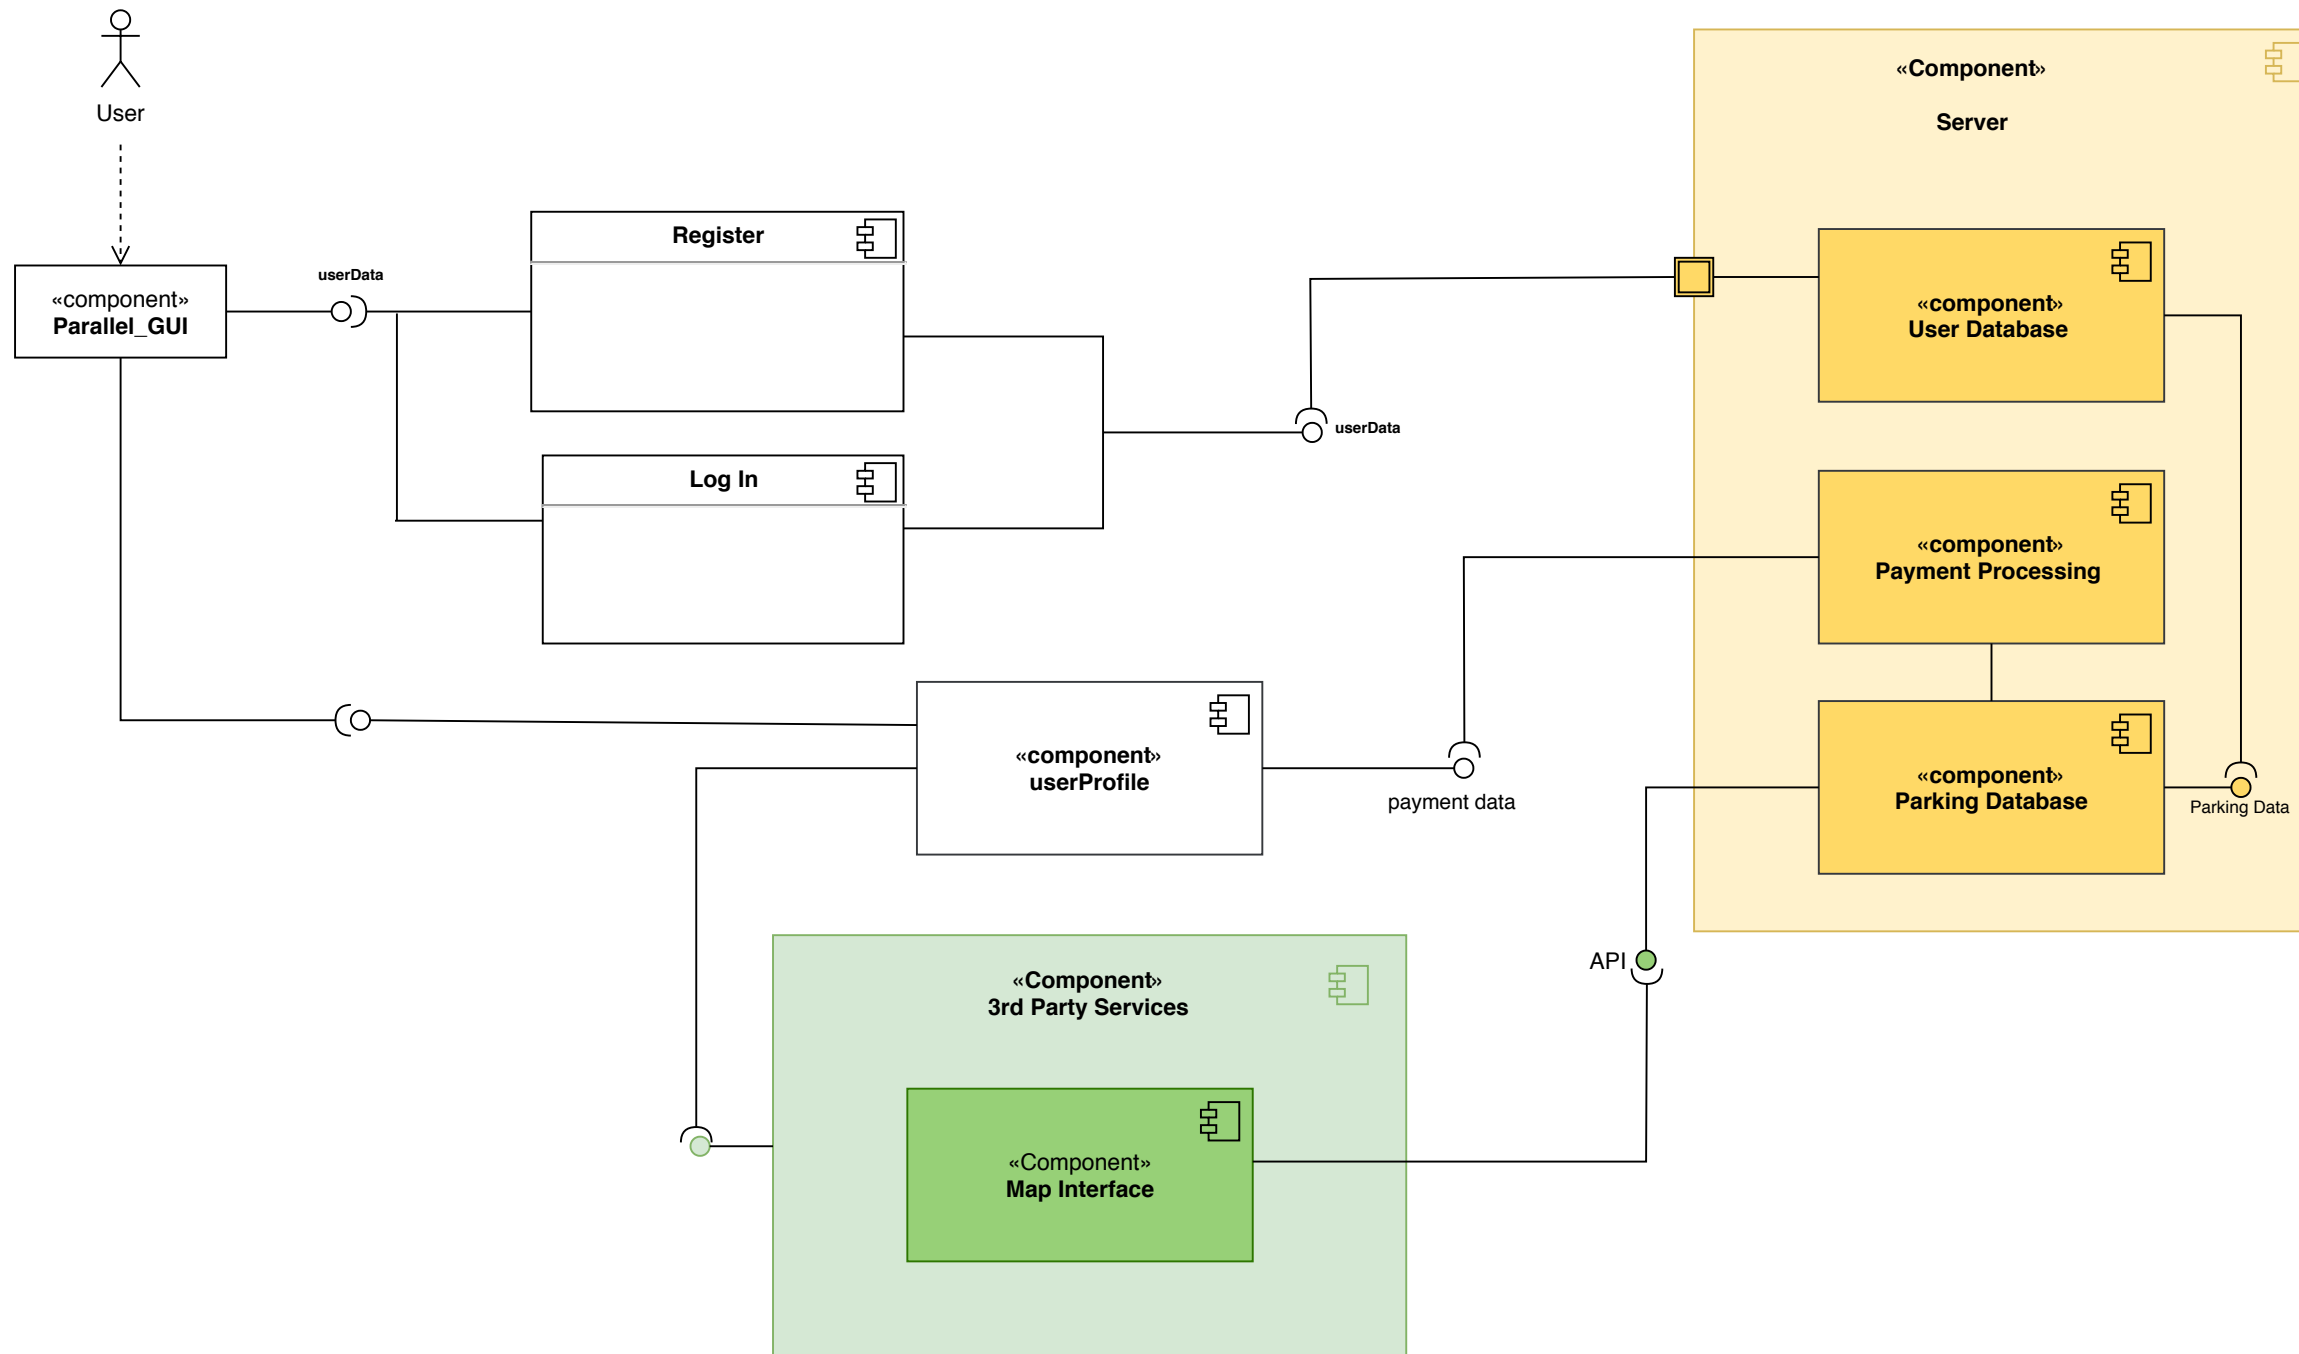 User
«component»
Parallel_GUI
userData
Register
Log In
userData
«Component»
Server
«component»
User Database
«component»
Payment Processing
«component»
Parking Database
Parking Data
«component»
userProfile
payment data
API
«Component»
3rd Party Services
«Component»
Map Interface